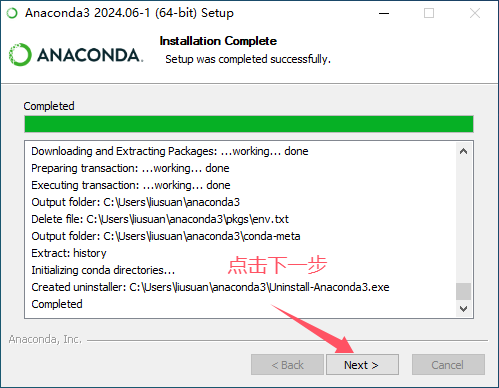 Anaconda3 2024.06-1 (64-bit) Setup
ANACONDA.
Installation Complete
Setup was completed successfully.
Completed
Downloading and Extracting Packages: ...working... done
Preparing transaction: ...working... done
Executing transaction: ...working... done
Output folder: C:\Users\liusuan\anaconda3
Delete file: C:\Users\liusuan\anaconda3\pkgs\env.txt
Output folder: C:\Users\liusuan\anaconda3\conda-meta
Extract: history
Initializing conda directories...
点击下一步
Created uninstaller: C:\Users\liusuan\anaconda3\Uninstall-Anaconda3.exe
Completed
Anaconda, Inc.
< Back
Next >
Cancel